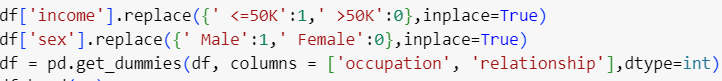 df['income'].replace({' <=50K':1,' >50K':0},inplace=True)
df['sex'].replace({' Male':1,' Female':0},inplace=True)
df = pd.get_dummies(df, columns = ['occupation', 'relationship'],dtype=int)